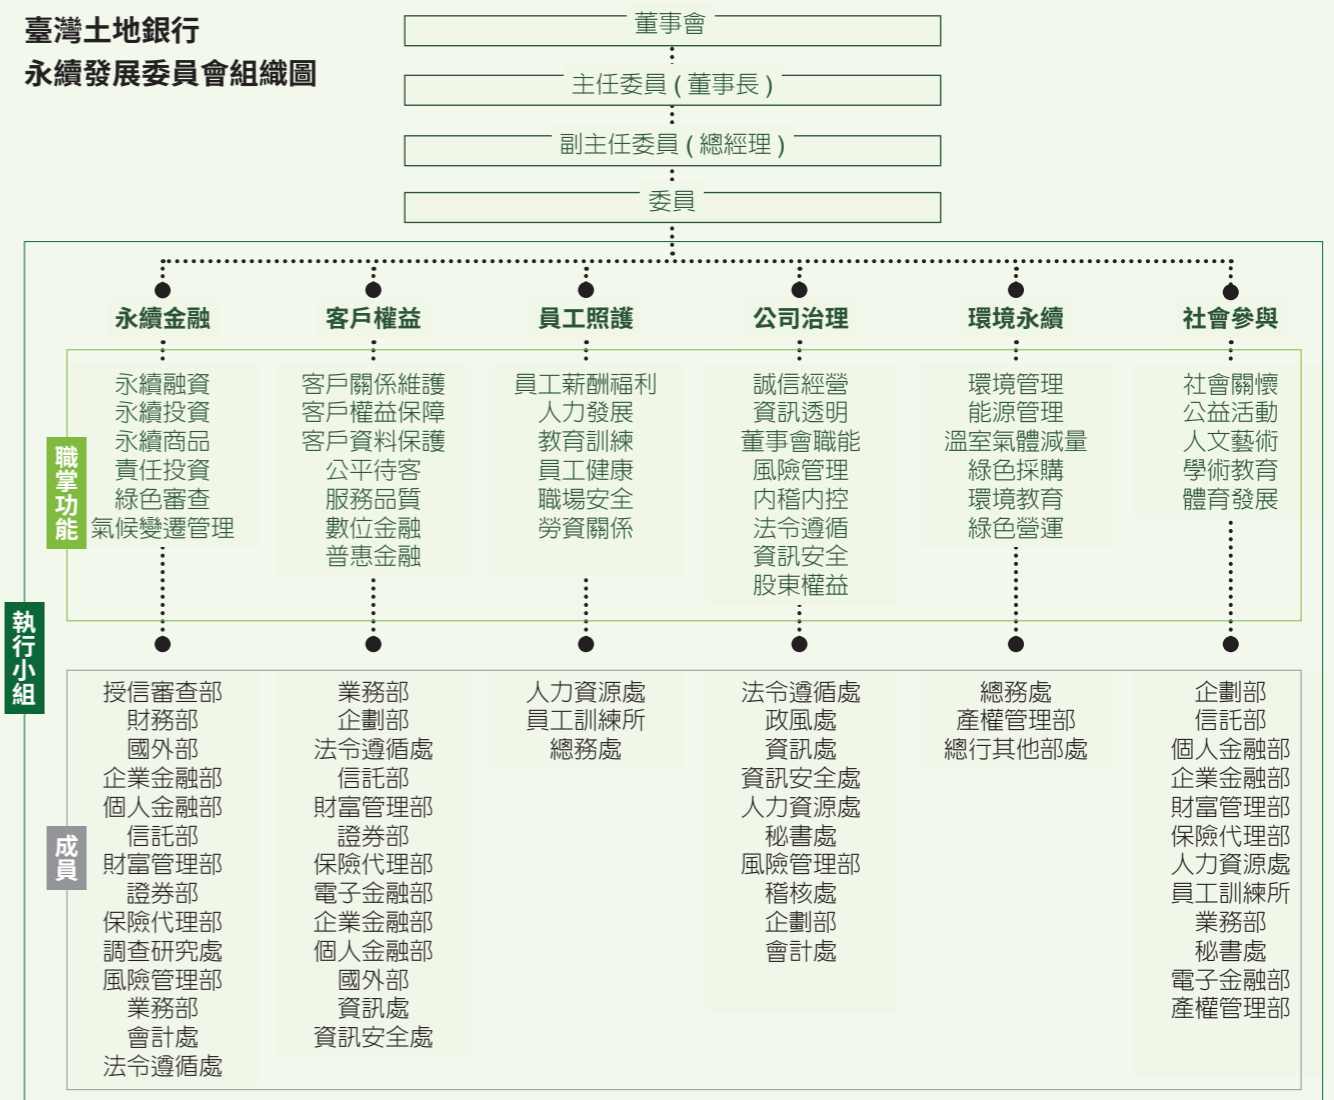 臺灣土地銀行
永續發展委員會組織圖
董事會
主任委員 ( 董事長 )
副主任委員 ( 總經理 )
委員
執行小組
永續金融
客戶權益
員工照護
公司治理
環境永續
社會參與
職掌功能
永續融資
永續投資
永續商品
責任投資
綠色審查
氣候變遷管理
客戶關係維護
客戶權益保障
客戶資料保護
公平待客
服務品質
數位金融
普惠金融
員工薪酬福利
人力發展
教育訓練
員工健康
職場安全
勞資關係
誠信經營
資訊透明
董事會職能
風險管理
內稽內控
法令遵循
資訊安全
股東權益
環境管理
能源管理
溫室氣體減量
綠色採購
環境教育
綠色營運
社會關懷
公益活動
人文藝術
學術教育
體育發展
成員
授信審查部
財務部
國外部
企業金融部
個人金融部
信託部
財富管理部
證券部
保險代理部
調查研究處
風險管理部
業務部
會計處
法令遵循處
業務部
企劃部
法令遵循處
信託部
財富管理部
證券部
保險代理部
電子金融部
企業金融部
個人金融部
國外部
資訊處
資訊安全處
人力資源處
員工訓練所
總務處
法令遵循處
政風處
資訊處
資訊安全處
人力資源處
秘書處
風險管理部
稽核處
企劃部
會計處
總務處
產權管理部
總行其他部處
企劃部
信託部
個人金融部
企業金融部
財富管理部
保險代理部
人力資源處
員工訓練所
業務部
秘書處
電子金融部
產權管理部